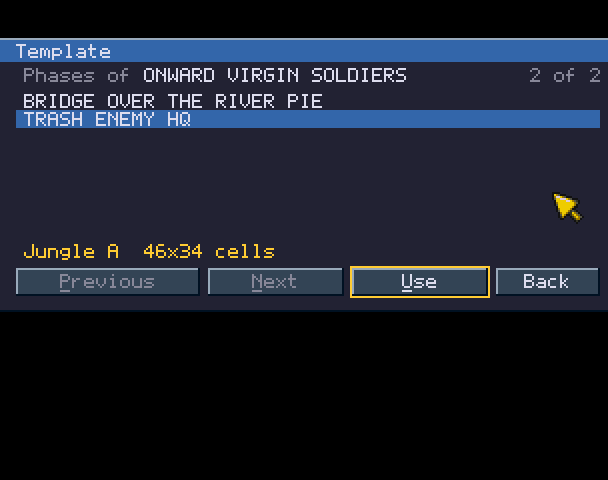 Template
Phases of ONWARD VIRGIN SOLDIERS 2 of 2
BRIDGE OVER THE RIVER PIE
TRASH ENEMY HQ
Jungle A 46x34 cells
Previous Next Use Back